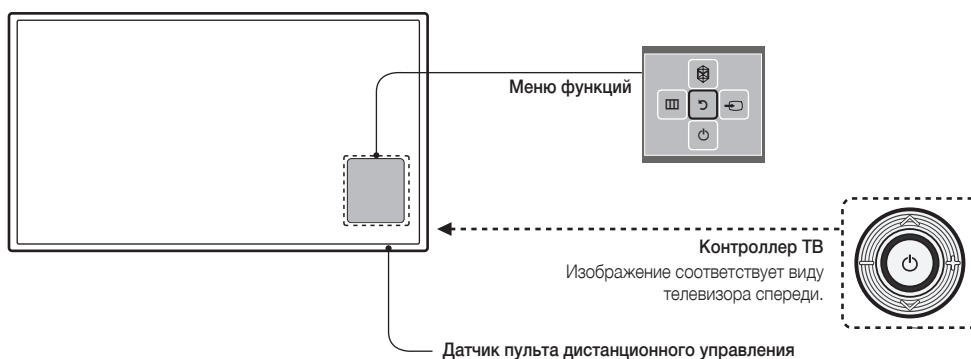 Меню функций
Контроллер ТВ
Изображение соответствует виду
телевизора спереди.
Датчик пульта дистанционного управления